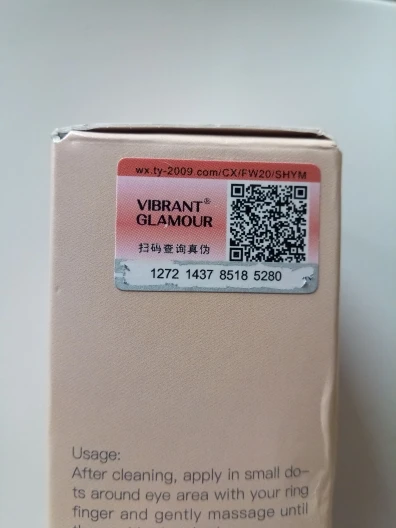 wx.ty-2009.com/CX/FW20/SHYM
VIBRANT®
GLAMOUR
扫码查询真伪
1272 1437 8518 5280
Usage:
After cleaning, apply in small do-
ts around eye area with your ring
finger and gently massage until